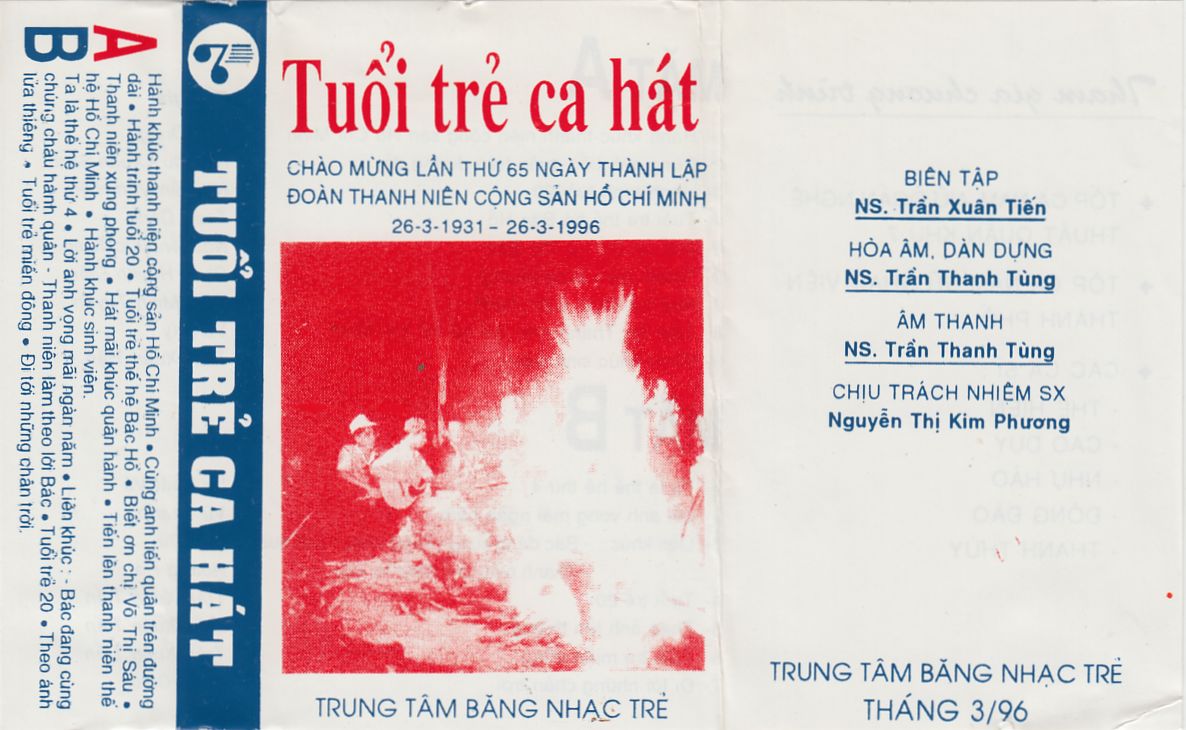 A
Hành khúc thanh niên cộng sản Hồ Chí Minh • Cùng anh tiến quân trên đường
dài • Hành trình tuổi 20 • Tuổi trẻ thế hệ Bác Hồ • Biết ơn chị Võ Thị Sáu •
Thanh niên xung phong • Hát mãi khúc quân hành • Tiến lên thanh niên thế
hệ Hồ Chí Minh • Hành khúc sinh viên.
B
Ta là thế hệ thứ 4 • Lời anh vọng mãi ngàn năm • Liên khúc : - Bác đang cùng
chúng cháu hành quân - Thanh niên làm theo lời Bác • Tuổi trẻ 20 • Theo ánh
lửa thiêng • Tuổi trẻ miền đông • Đi tới những chân trời.
TUỔI TRẺ CA HÁT
Tuổi trẻ ca hát
CHÀO MỪNG LẦN THỨ 65 NGÀY THÀNH LẬP
ĐOÀN THANH NIÊN CỘNG SẢN HỒ CHÍ MINH
26-3-1931 - 26-3-1996
TRUNG TÂM BĂNG NHẠC TRẺ
BIÊN TẬP
NS. Trần Xuân Tiến
HÒA ÂM, DÀN DỰNG
NS. Trần Thanh Tùng
ÂM THANH
NS. Trần Thanh Tùng
CHỊU TRÁCH NHIỆM SX
Nguyễn Thị Kim Phương
TRUNG TÂM BĂNG NHẠC TRẺ
THÁNG 3/96